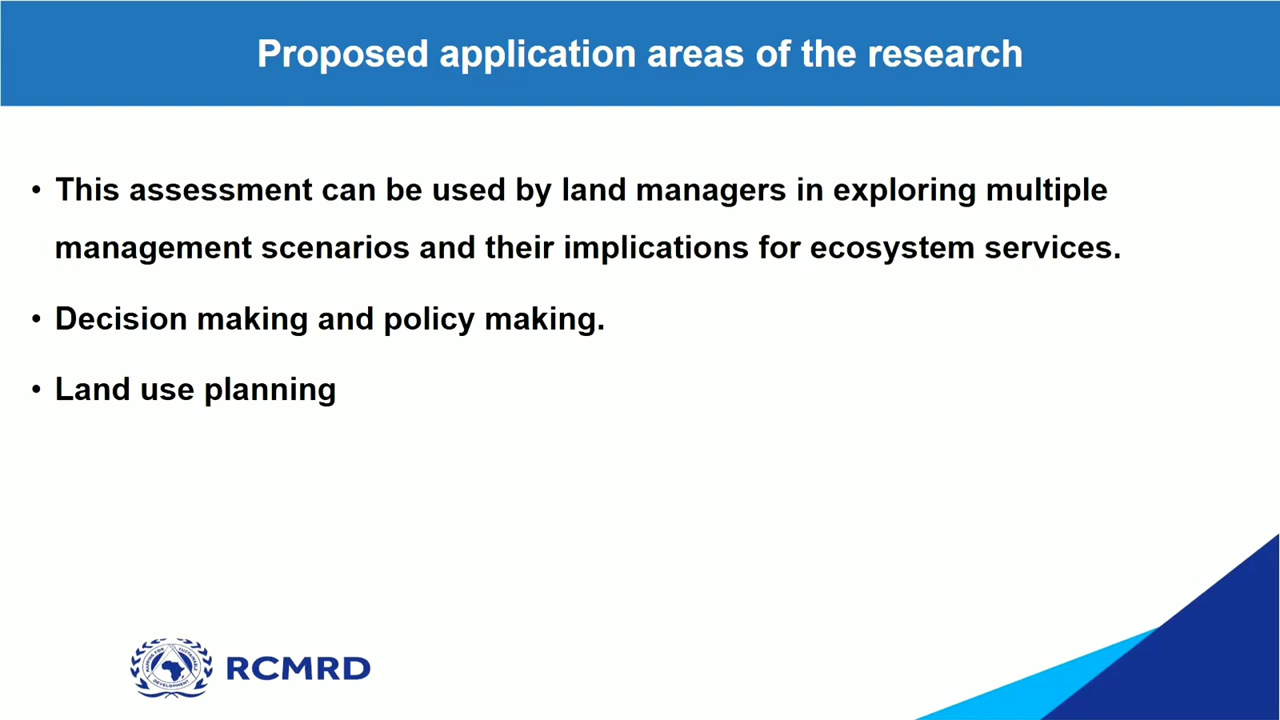 Proposed application areas of the research
• This assessment can be used by land managers in exploring multiple
management scenarios and their implications for ecosystem services.
• Decision making and policy making.
• Land use planning
RCMRD